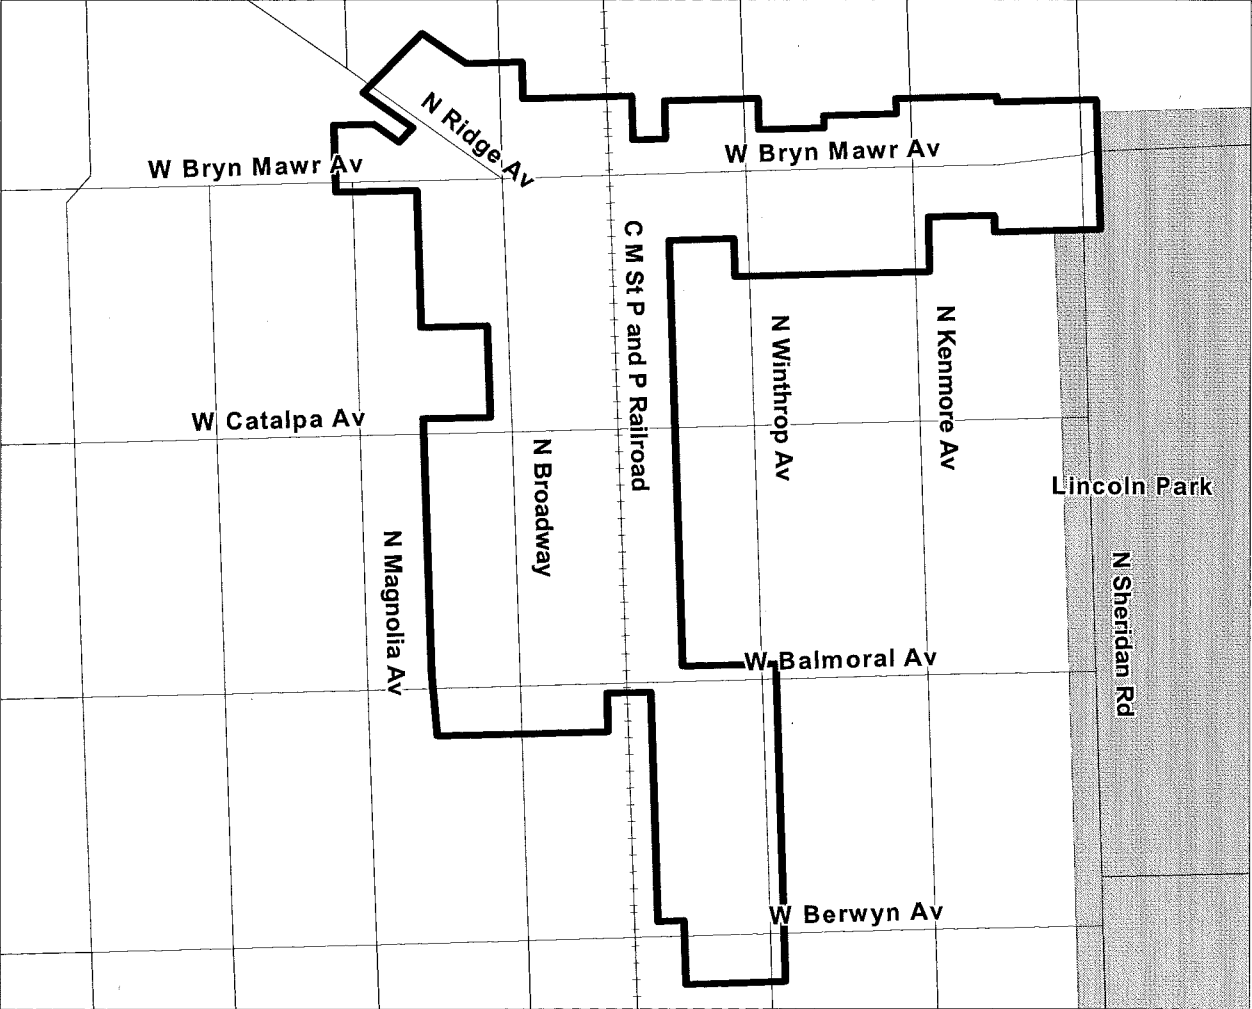 N Ridge Av
W Bryn Mawr Av
W Bryn Mawr Av
C M St P and P Railroad
N Winthrop Av
N Kenmore Av
W Catalpa Av
N Broadway
Lincoln Park
N Magnolia Av
N Sheridan Rd
W Balmoral Av
W Berwyn Av